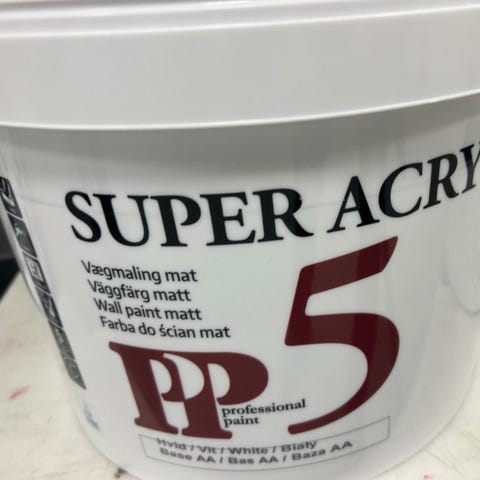 SUPER ACRY
Vægmaling mat
Väggfärg matt
Wall paint matt
Farba do ścian mat
PP 5
professional
paint
Hvid / Vit / White / Biały
Base AA / Bas AA / Baza AA